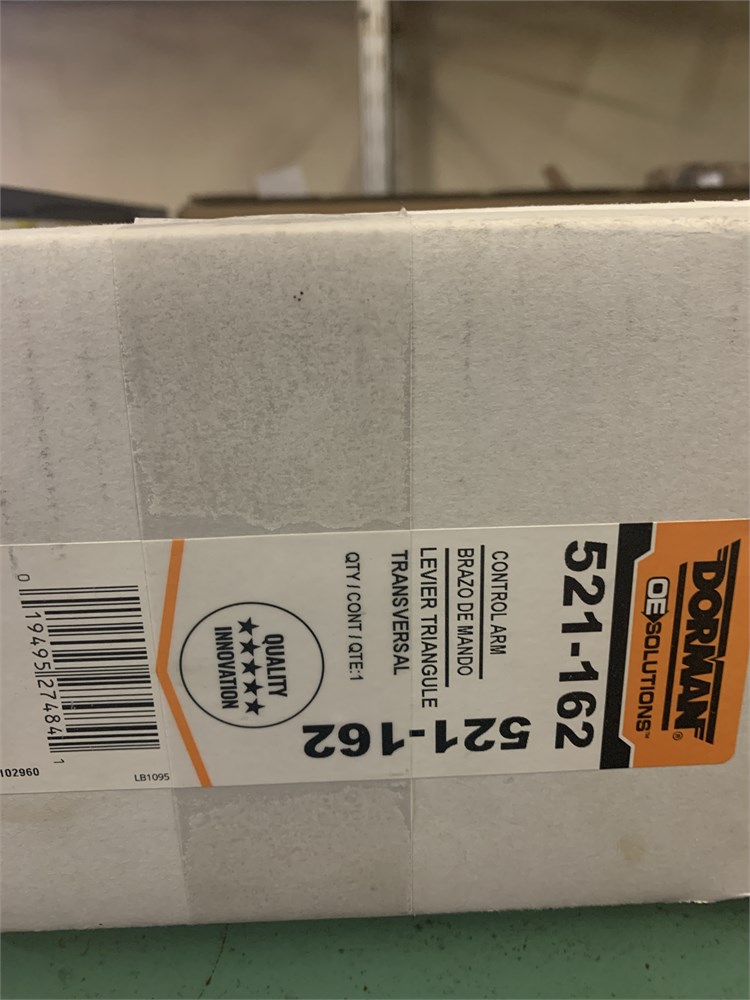 DORMAN®
OE SOLUTIONS™
521-162
CONTROL ARM
BRAZO DE MANDO
LEVIER TRIANGULE
TRANSVERSAL
QTY / CONT / QTE:1
521-162
QUALITY
INNOVATION
0 19495 27484 1
LB1095
102960